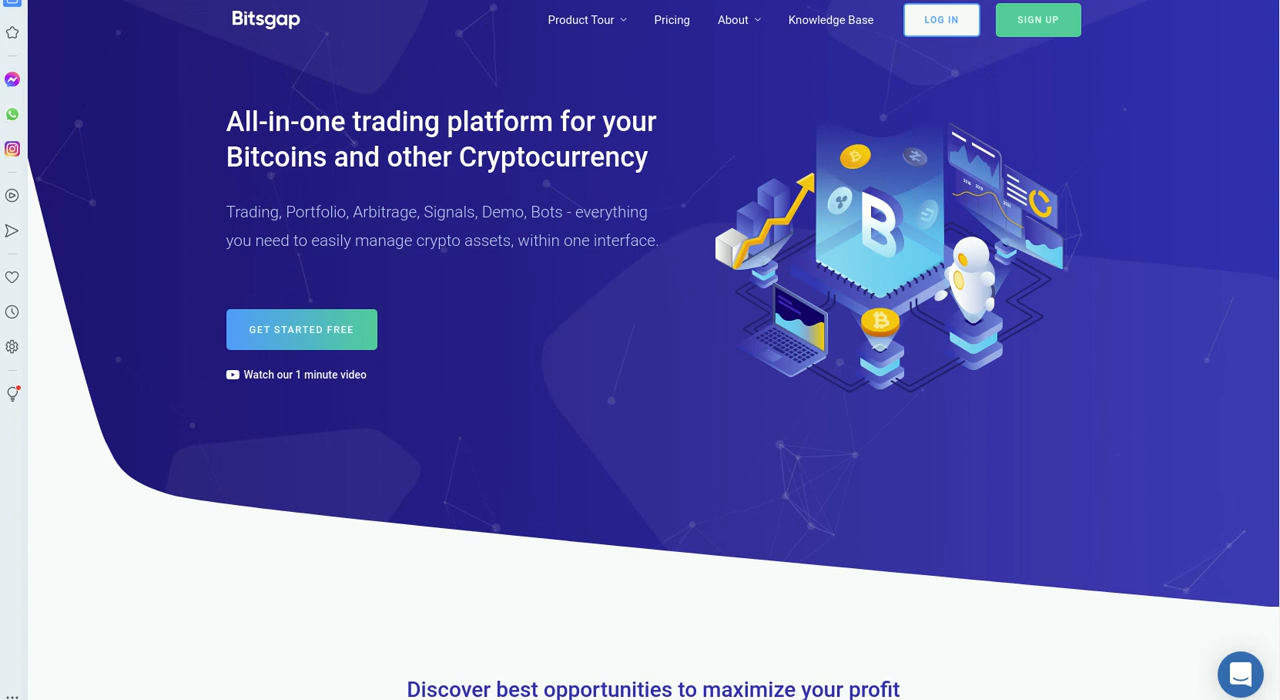 Bitsgap
Product Tour
Pricing
About
Knowledge Base
LOG IN
SIGN UP
All-in-one trading platform for your
Bitcoins and other Cryptocurrency
Trading, Portfolio, Arbitrage, Signals, Demo, Bots - everything
you need to easily manage crypto assets, within one interface.
GET STARTED FREE
Watch our 1 minute video
Discover best opportunities to maximize your profit